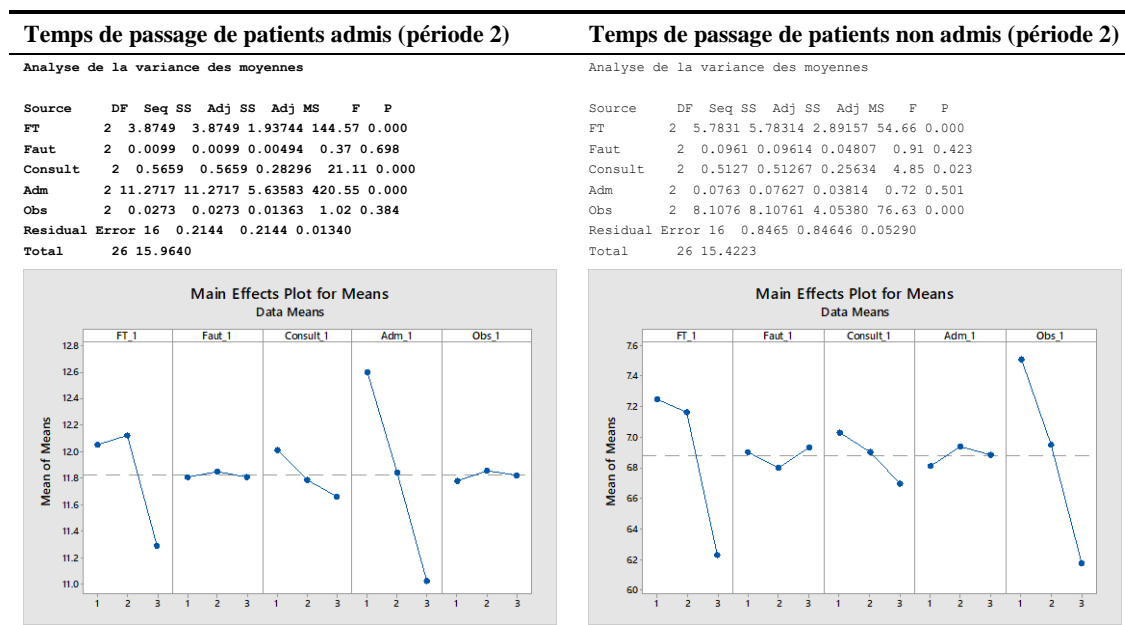 Temps de passage de patients admis (période 2)
Analyse de la variance des moyennes
Source DF Seq SS Adj SS Adj MS F P
FT 2 3.8749 3.8749 1.93744 144.57 0.000
Faut 2 0.0099 0.0099 0.00494 0.37 0.698
Consult 2 0.5659 0.5659 0.28296 21.11 0.000
Adm 2 11.2717 11.2717 5.63583 420.55 0.000
Obs 2 0.0273 0.0273 0.01363 1.02 0.384
Residual Error 16 0.2144 0.2144 0.01340
Total 26 15.9640
Main Effects Plot for Means
Data Means
FT_1 Faut_1 Consult_1 Adm_1 Obs_1
Mean of Means
12.8
12.6
12.4
12.2
12.0
11.8
11.6
11.4
11.2
11.0
1 2 3 1 2 3 1 2 3 1 2 3 1 2 3
Temps de passage de patients non admis (période 2)
Analyse de la variance des moyennes
Source DF Seq SS Adj SS Adj MS F P
FT 2 5.7831 5.78314 2.89157 54.66 0.000
Faut 2 0.0961 0.09614 0.04807 0.91 0.423
Consult 2 0.5127 0.51267 0.25634 4.85 0.023
Adm 2 0.0763 0.07627 0.03814 0.72 0.501
Obs 2 8.1076 8.10761 4.05380 76.63 0.000
Residual Error 16 0.8465 0.84646 0.05290
Total 26 15.4223
Main Effects Plot for Means
Data Means
FT_1 Faut_1 Consult_1 Adm_1 Obs_1
Mean of Means
7.6
7.4
7.2
7.0
6.8
6.6
6.4
6.2
6.0
1 2 3 1 2 3 1 2 3 1 2 3 1 2 3